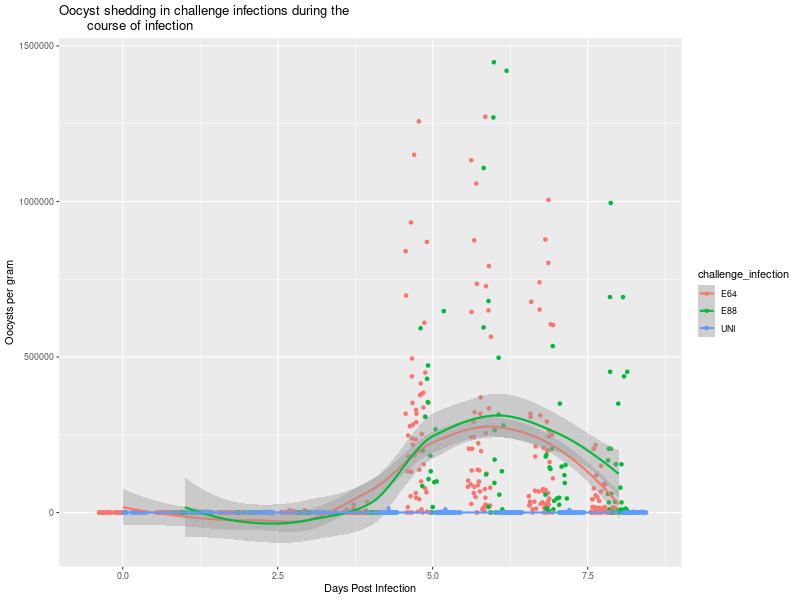 Oocyst shedding in challenge infections during the
course of infection
1500000
1000000
500000
0
Oocysts per gram
0.0
2.5
5.0
7.5
Days Post Infection
challenge_infection
E64
E88
UNI